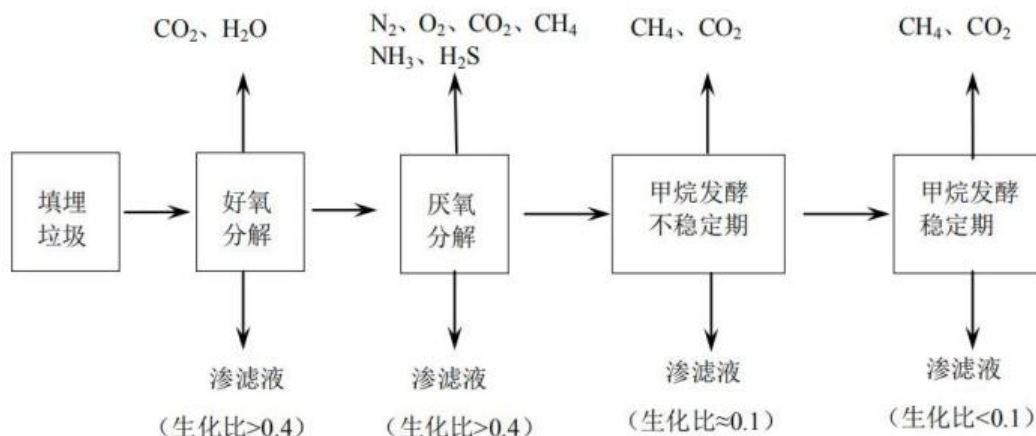 CO₂、H₂O
N₂、O₂、CO₂、CH₄
NH₃、H₂S
CH₄、CO₂
CH₄、CO₂
填埋
垃圾
好氧
分解
厌氧
分解
甲烷发酵
不稳定期
甲烷发酵
稳定期
渗滤液
(生化比>0.4)
渗滤液
(生化比>0.4)
渗滤液
(生化比≈0.1)
渗滤液
(生化比<0.1)